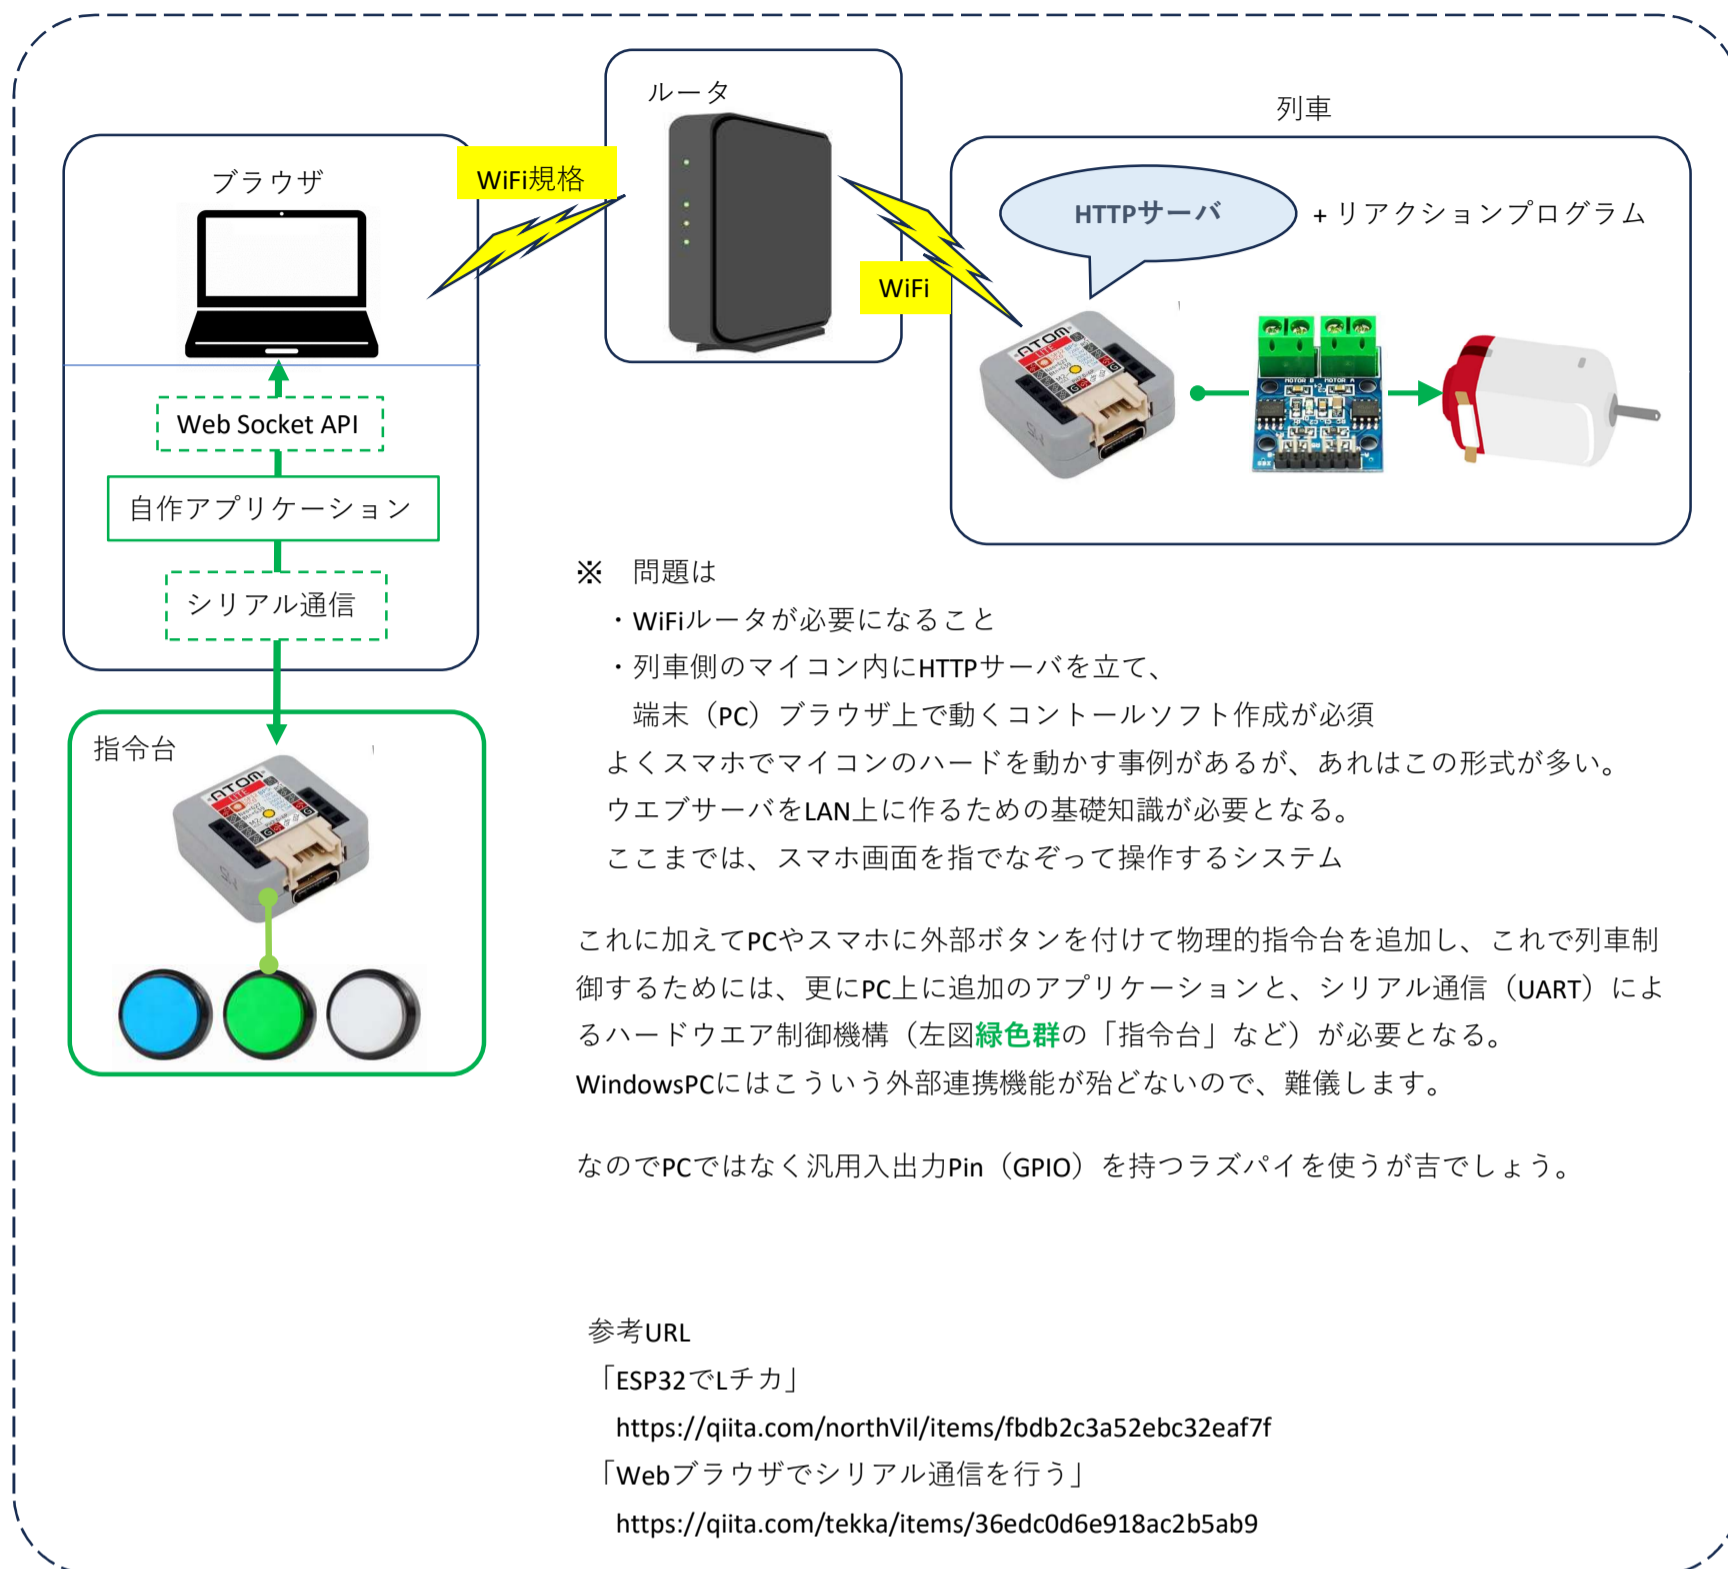 ルータ
列車
ブラウザ
WiFi規格
HTTPサーバ
+ リアクションプログラム
WiFi
ATOM
LITE
MOTOR B
MOTOR A
Web Socket API
自作アプリケーション
シリアル通信
指令台
ATOM
LITE
※ 問題は
・WiFiルータが必要になること
・列車側のマイコン内にHTTPサーバを立て、
端末（PC）ブラウザ上で動くコントールソフト作成が必須
よくスマホでマイコンのハードを動かす事例があるが、あれはこの形式が多い。
ウエブサーバをLAN上に作るための基礎知識が必要となる。
ここまでは、スマホ画面を指でなぞって操作するシステム
これに加えてPCやスマホに外部ボタンを付けて物理的指令台を追加し、これで列車制
御するためには、更にPC上に追加のアプリケーションと、シリアル通信（UART）によ
るハードウエア制御機構（左図緑色群の「指令台」など）が必要となる。
WindowsPCにはこういう外部連携機能が殆どないので、難儀します。
なのでPCではなく汎用入出力Pin（GPIO）を持つラズパイを使うが吉でしょう。
参考URL
「ESP32でLチカ」
https://qiita.com/northVil/items/fbdb2c3a52ebc32eaf7f
「Webブラウザでシリアル通信を行う」
https://qiita.com/tekka/items/36edc0d6e918ac2b5ab9